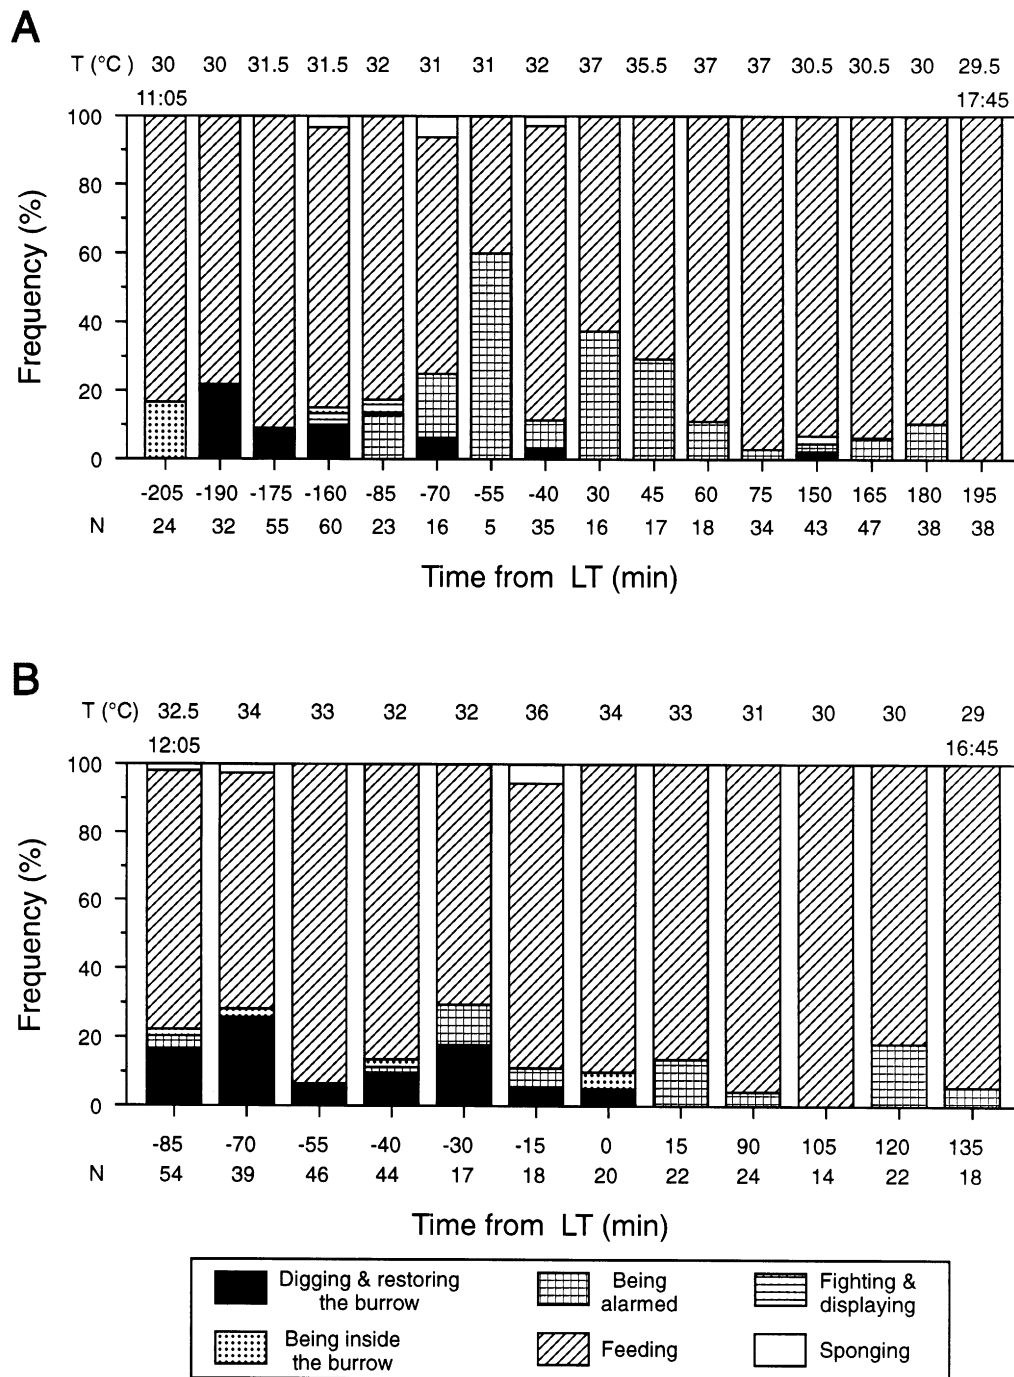 A
T (°C ) 30 30 31.5 31.5 32 31 31 32 37 35.5 37 37 30.5 30.5 30 29.5
11:05 17:45
100
80
60
40
20
0
Frequency (%)
-205 -190 -175 -160 -85 -70 -55 -40 30 45 60 75 150 165 180 195
N 24 32 55 60 23 16 5 35 16 17 18 34 43 47 38 38
Time from LT (min)
B
T (°C) 32.5 34 33 32 32 36 34 33 31 30 30 29
12:05 16:45
100
80
60
40
20
0
Frequency (%)
-85 -70 -55 -40 -30 -15 0 15 90 105 120 135
N 54 39 46 44 17 18 20 22 24 14 22 18
Time from LT (min)
Digging & restoring
the burrow
Being
alarmed
Fighting &
displaying
Being inside
the burrow
Feeding
Sponging